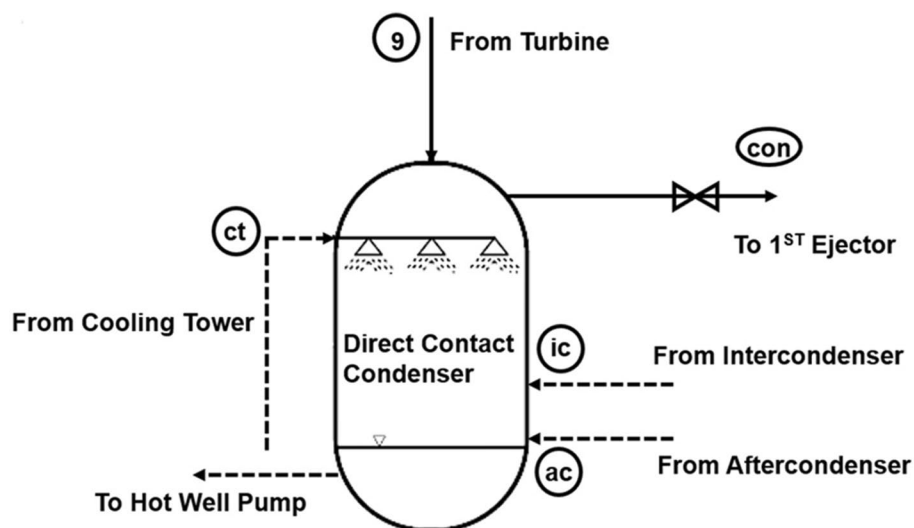 9
From Turbine
con
To 1ST Ejector
ct
From Cooling Tower
Direct Contact
Condenser
ic
From Intercondenser
ac
From Aftercondenser
To Hot Well Pump